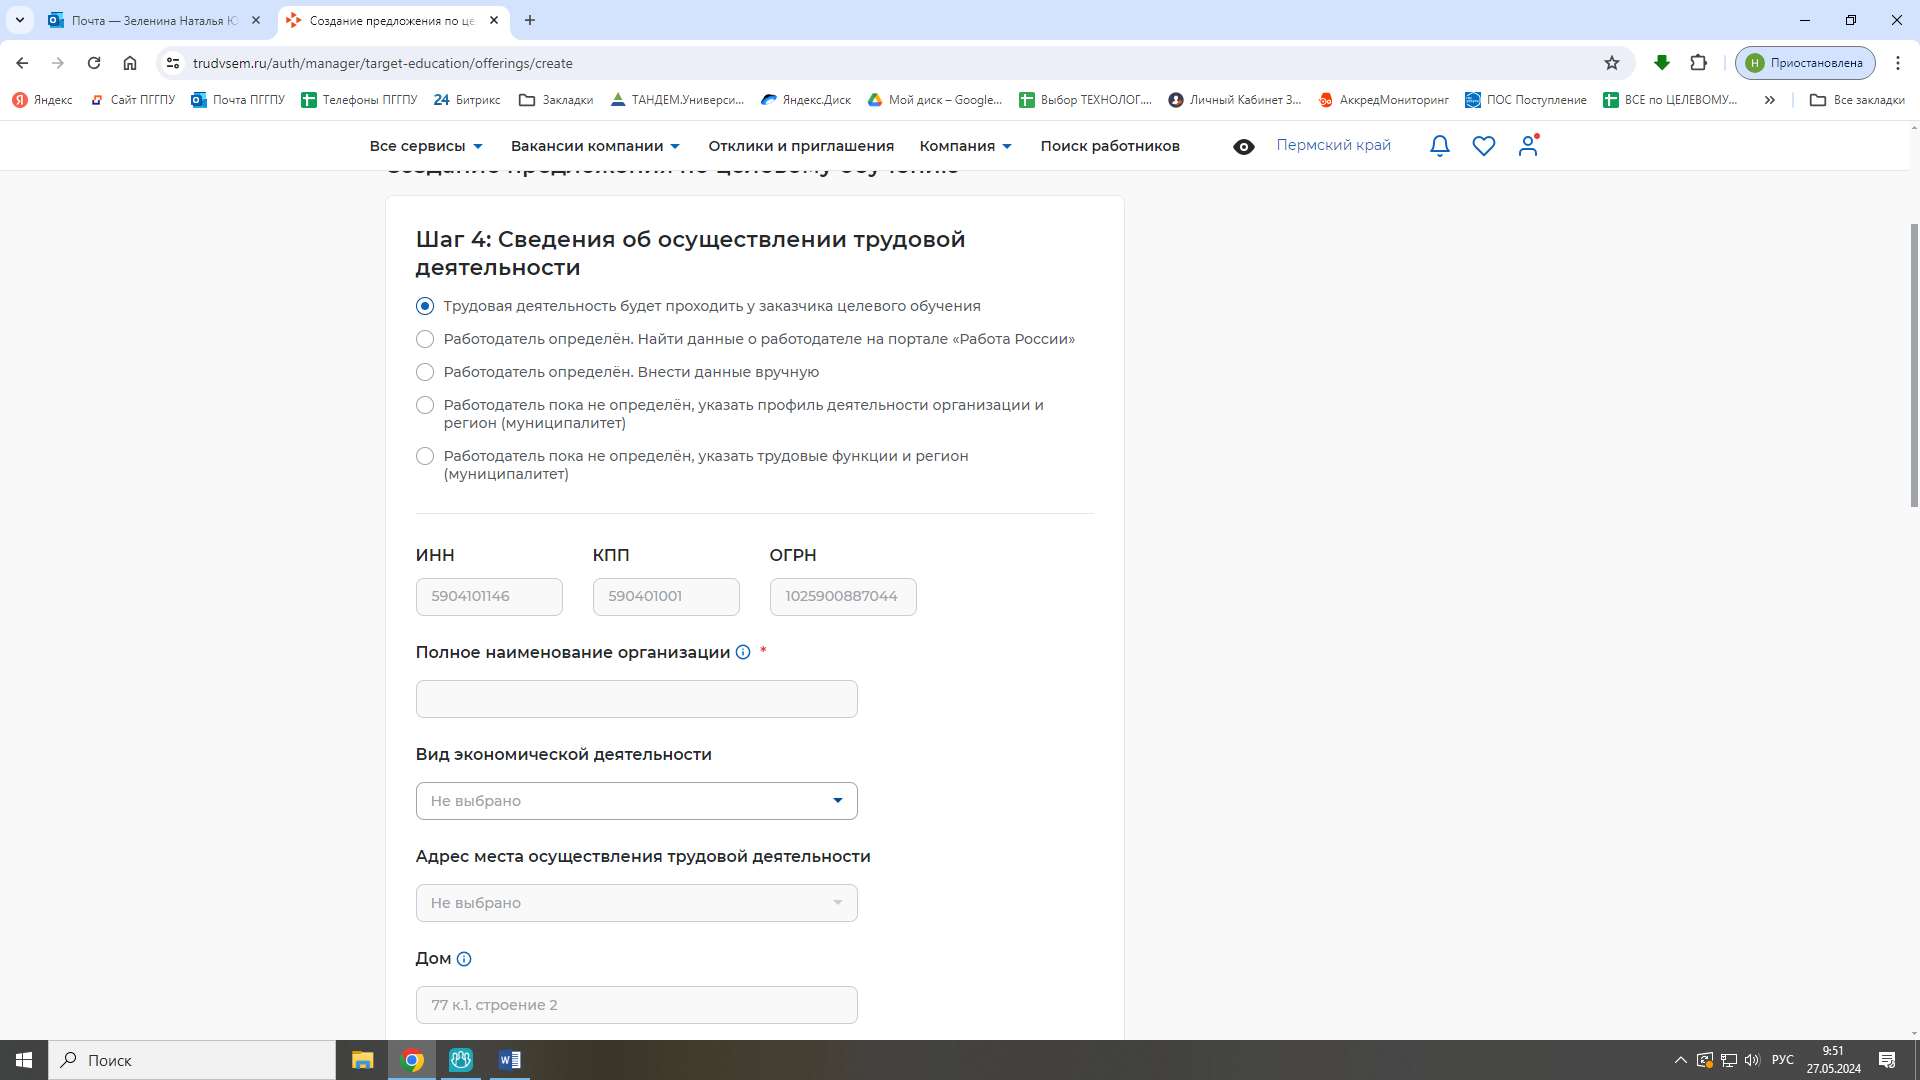 Почта — Зеленина Наталья Ю
Создание предложения по це
trudvsem.ru/auth/manager/target-education/offerings/create
Н Приостановлена
Яндекс Сайт ПГГПУ Почта ПГГПУ Телефоны ПГГПУ 24 Битрикс Закладки ТАНДЕМ.Универси... Яндекс.Диск Мой диск – Google... Выбор ТЕХНОЛОГ.... Личный Кабинет З... АккредМониторинг ПОС Поступление ВСЕ по ЦЕЛЕВОМУ... » Все закладки
Все сервисы Вакансии компании Отклики и приглашения Компания Поиск работников Пермский край
Создание предложения по целевому обучению
Шаг 4: Сведения об осуществлении трудовой
деятельности
Трудовая деятельность будет проходить у заказчика целевого обучения
Работодатель определён. Найти данные о работодателе на портале «Работа России»
Работодатель определён. Внести данные вручную
Работодатель пока не определён, указать профиль деятельности организации и
регион (муниципалитет)
Работодатель пока не определён, указать трудовые функции и регион
(муниципалитет)
ИНН КПП ОГРН
5904101146 590401001 1025900887044
Полное наименование организации *
Вид экономической деятельности
Не выбрано
Адрес места осуществления трудовой деятельности
Не выбрано
Дом
77 к.1. строение 2
Поиск
РУС
9:51
27.05.2024